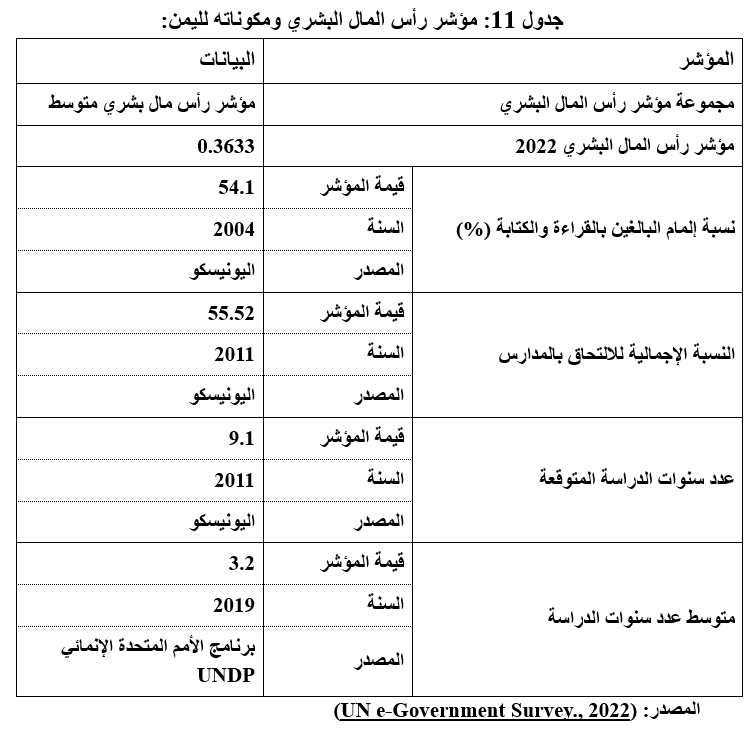 جدول 11: مؤشر رأس المال البشري ومكوناته لليمن:
المؤشر البيانات
مجموعة مؤشر رأس المال البشري مؤشر رأس مال بشري متوسط
مؤشر رأس المال البشري 2022 0.3633
نسبة إلمام البالغين بالقراءة والكتابة (%) قيمة المؤشر 54.1
السنة 2004
المصدر اليونيسكو
النسبة الإجمالية للالتحاق بالمدارس قيمة المؤشر 55.52
السنة 2011
المصدر اليونيسكو
عدد سنوات الدراسة المتوقعة قيمة المؤشر 9.1
السنة 2011
المصدر اليونيسكو
متوسط عدد سنوات الدراسة قيمة المؤشر 3.2
السنة 2019
المصدر برنامج الأمم المتحدة الإنمائي
UNDP
المصدر: (UN e-Government Survey., 2022)